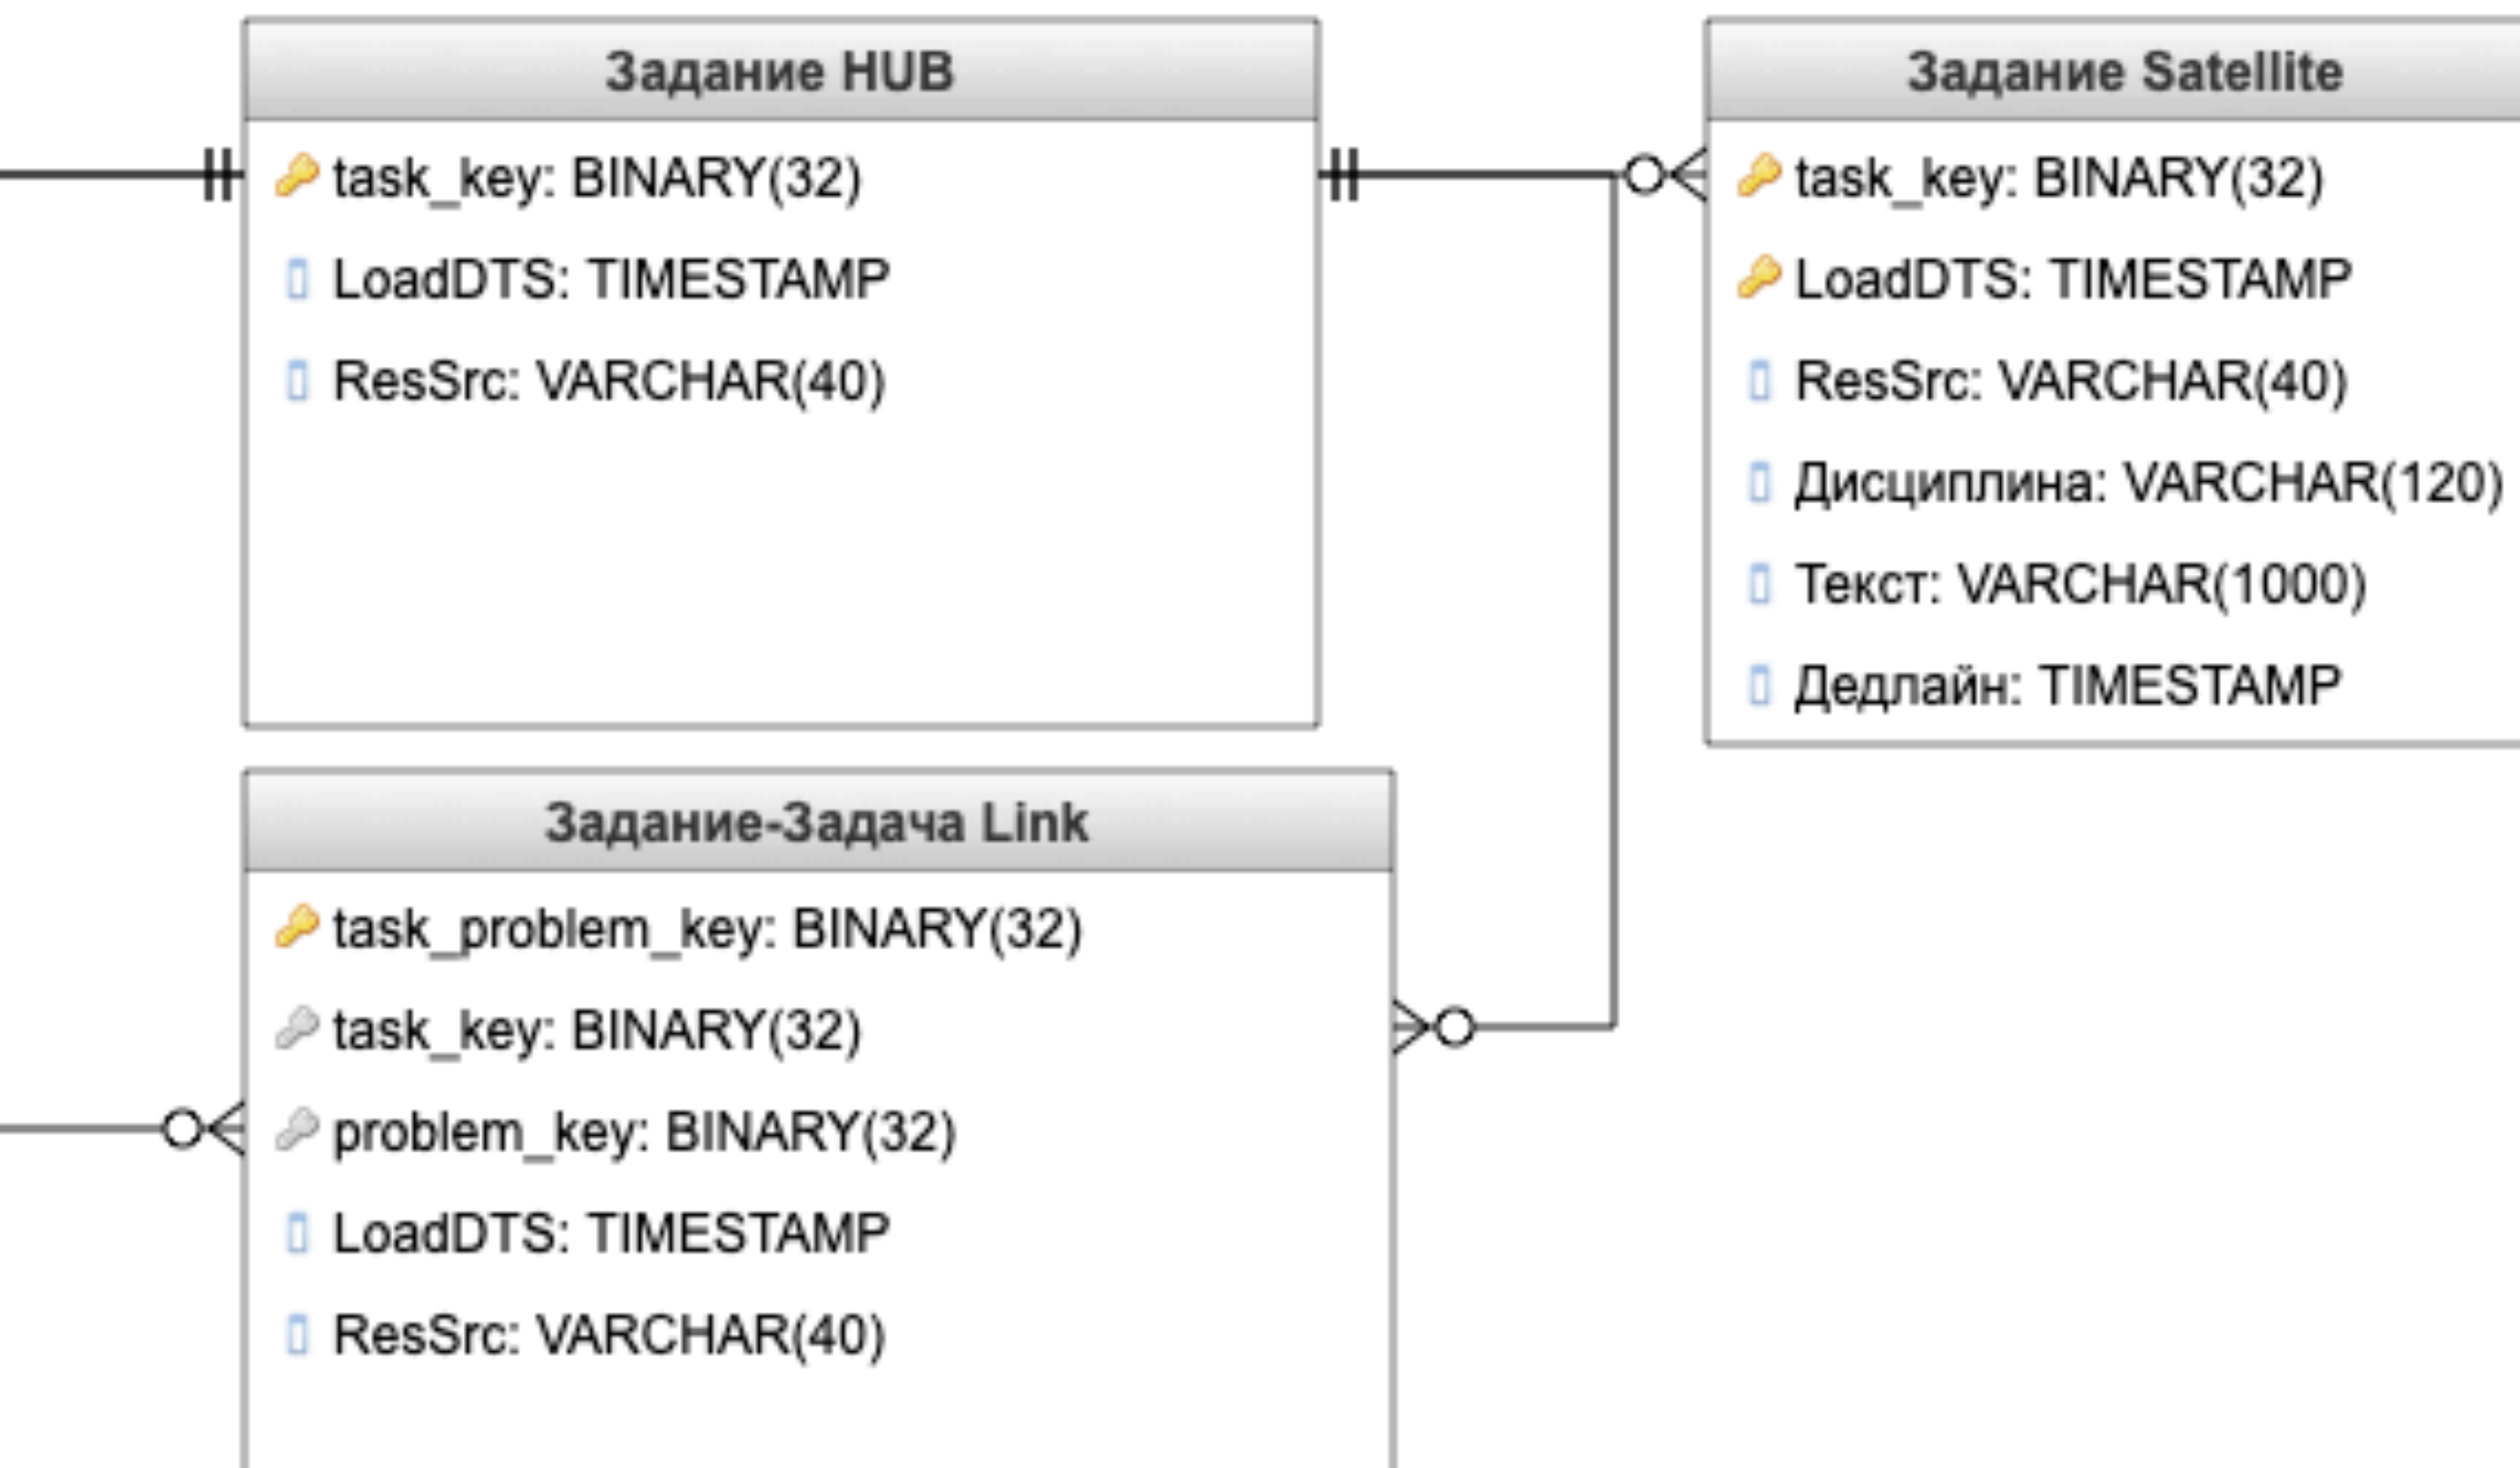 Задание HUB
task_key: BINARY(32)
LoadDTS: TIMESTAMP
ResSrc: VARCHAR(40)
Задание Satellite
task_key: BINARY(32)
LoadDTS: TIMESTAMP
ResSrc: VARCHAR(40)
Дисциплина: VARCHAR(120)
Текст: VARCHAR(1000)
Дедлайн: TIMESTAMP
Задание-Задача Link
task_problem_key: BINARY(32)
task_key: BINARY(32)
problem_key: BINARY(32)
LoadDTS: TIMESTAMP
ResSrc: VARCHAR(40)